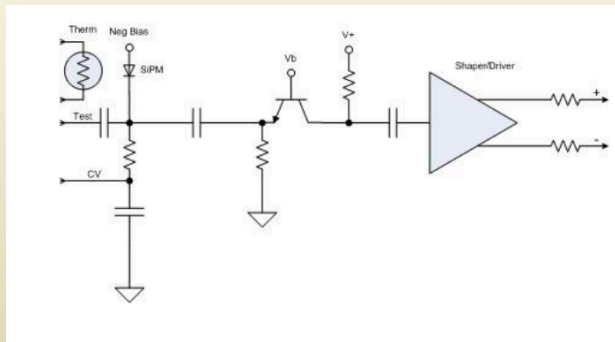 Therm
Neg Bias
V+
SiPM
Vb
Shaper/Driver
Test
CV
+
-